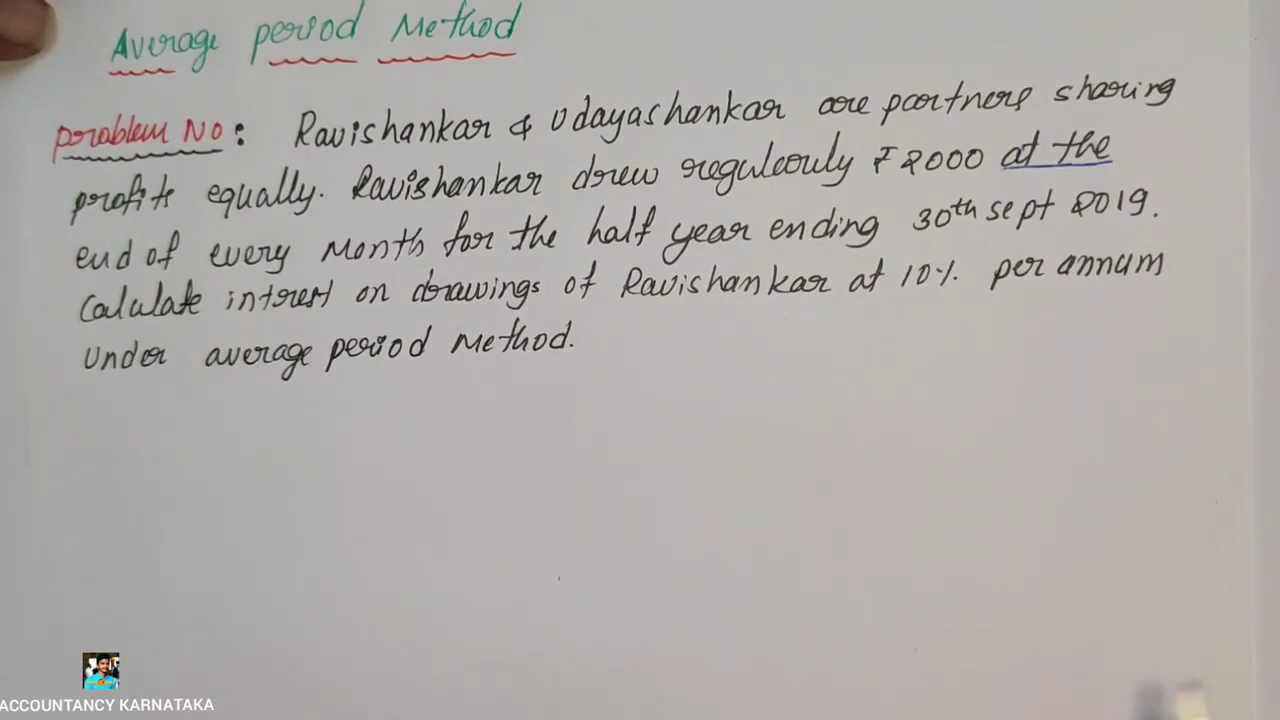 Average period Method
Problem No: Ravishankar & Udayashankar are partners sharing
profits equally. Ravishankar drew regularly ₹2000 at the
end of every Month for the half year ending 30th sept 2019.
Calulate interest on drawings of Ravishankar at 10% per annum
Under average period Method.
ACCOUNTANCY KARNATAKA